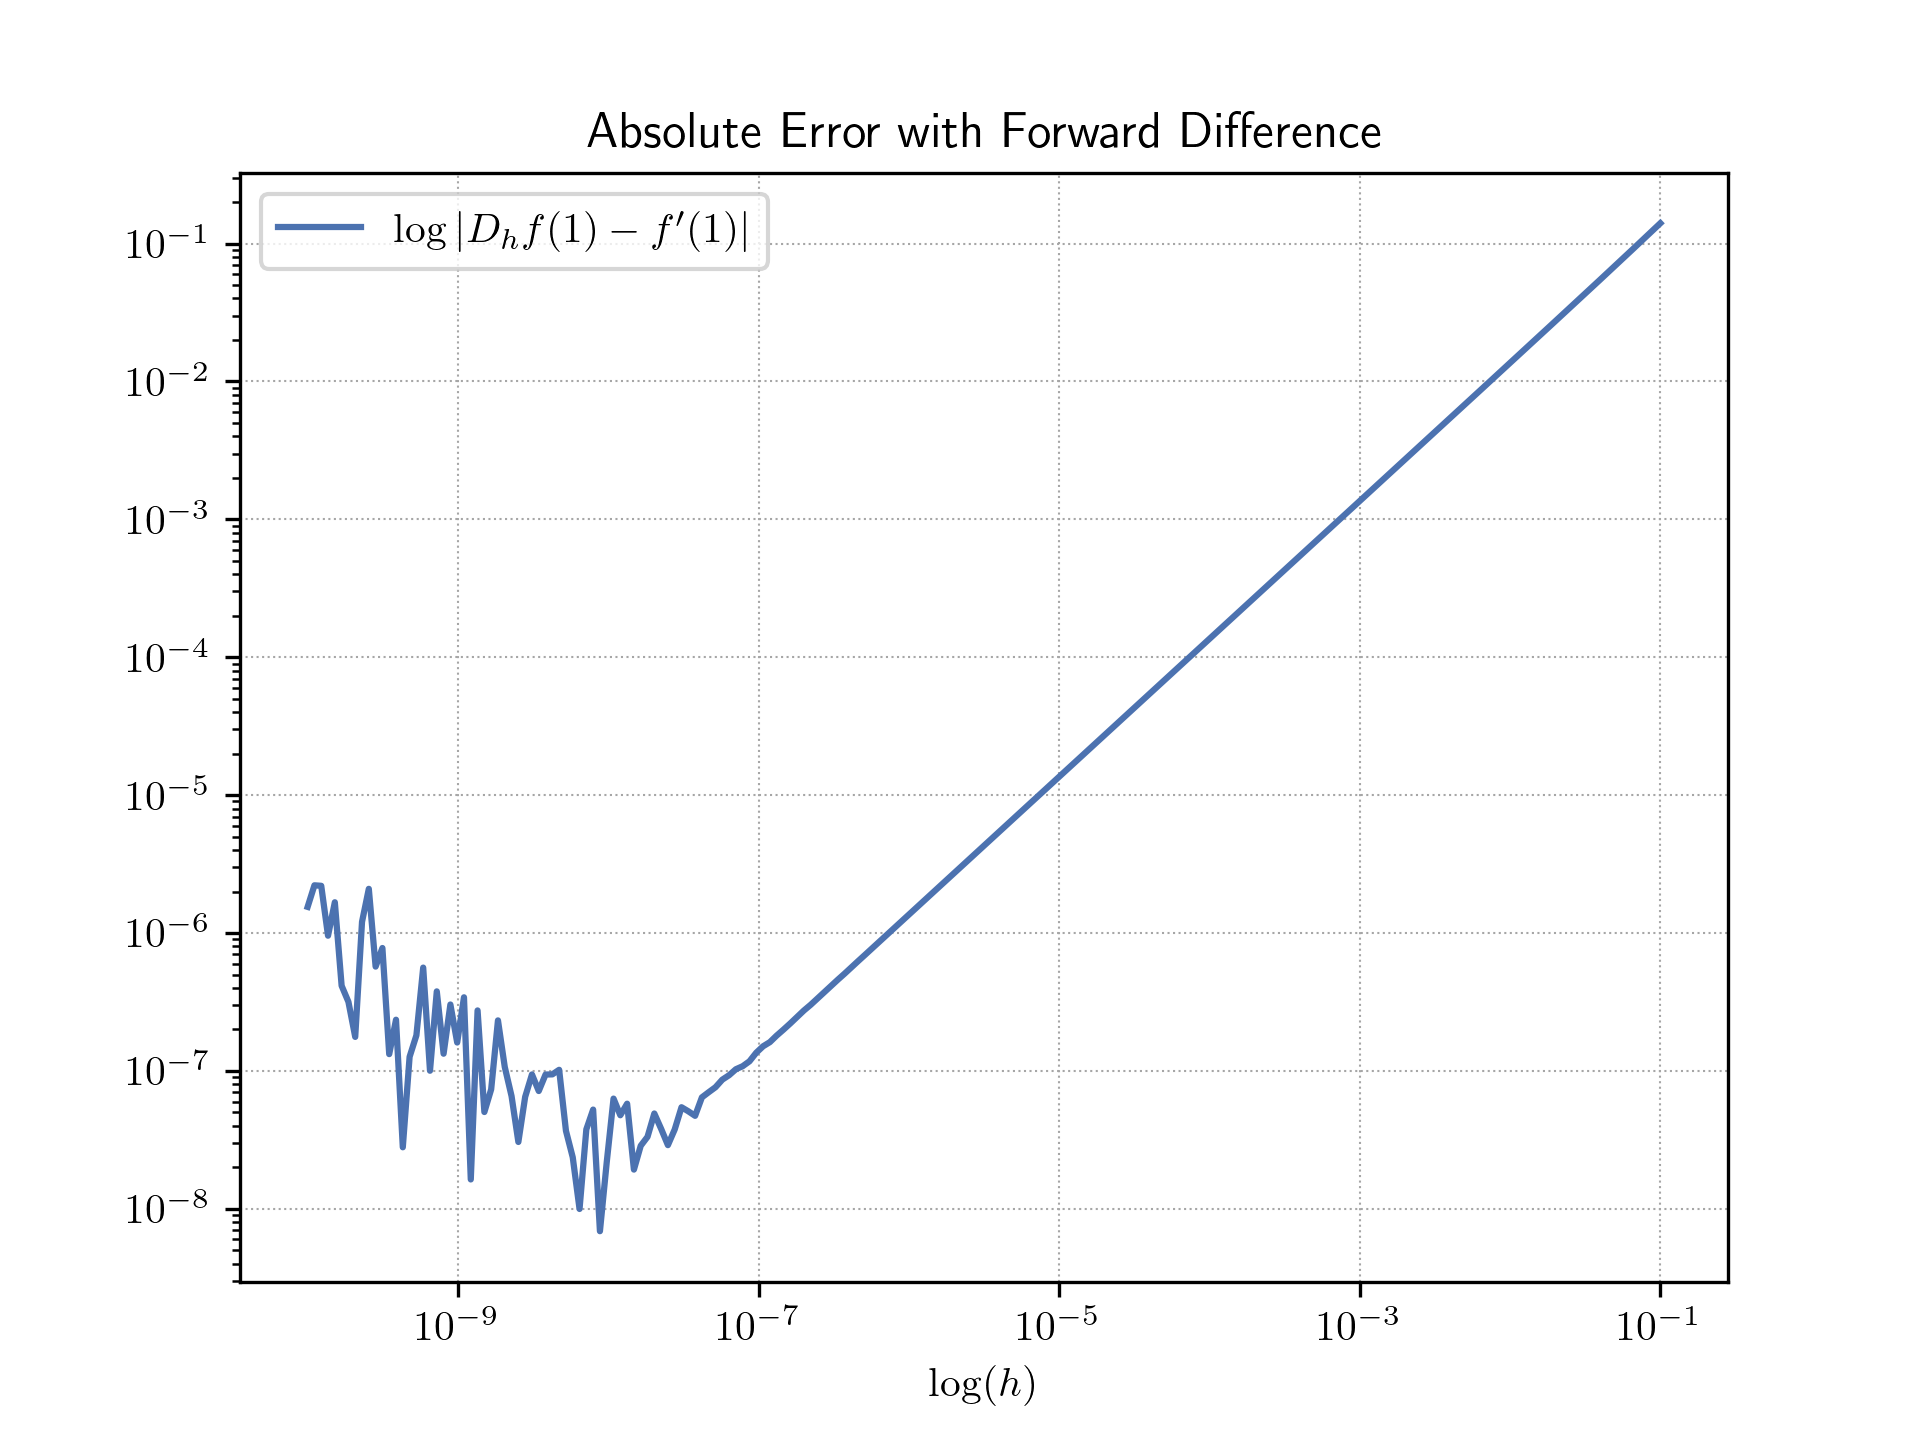 Absolute Error with Forward Difference
log |D_h f(1) − f′(1)|
10⁻¹
10⁻²
10⁻³
10⁻⁴
10⁻⁵
10⁻⁶
10⁻⁷
10⁻⁸
10⁻⁹ 10⁻⁷ 10⁻⁵ 10⁻³ 10⁻¹
log(h)